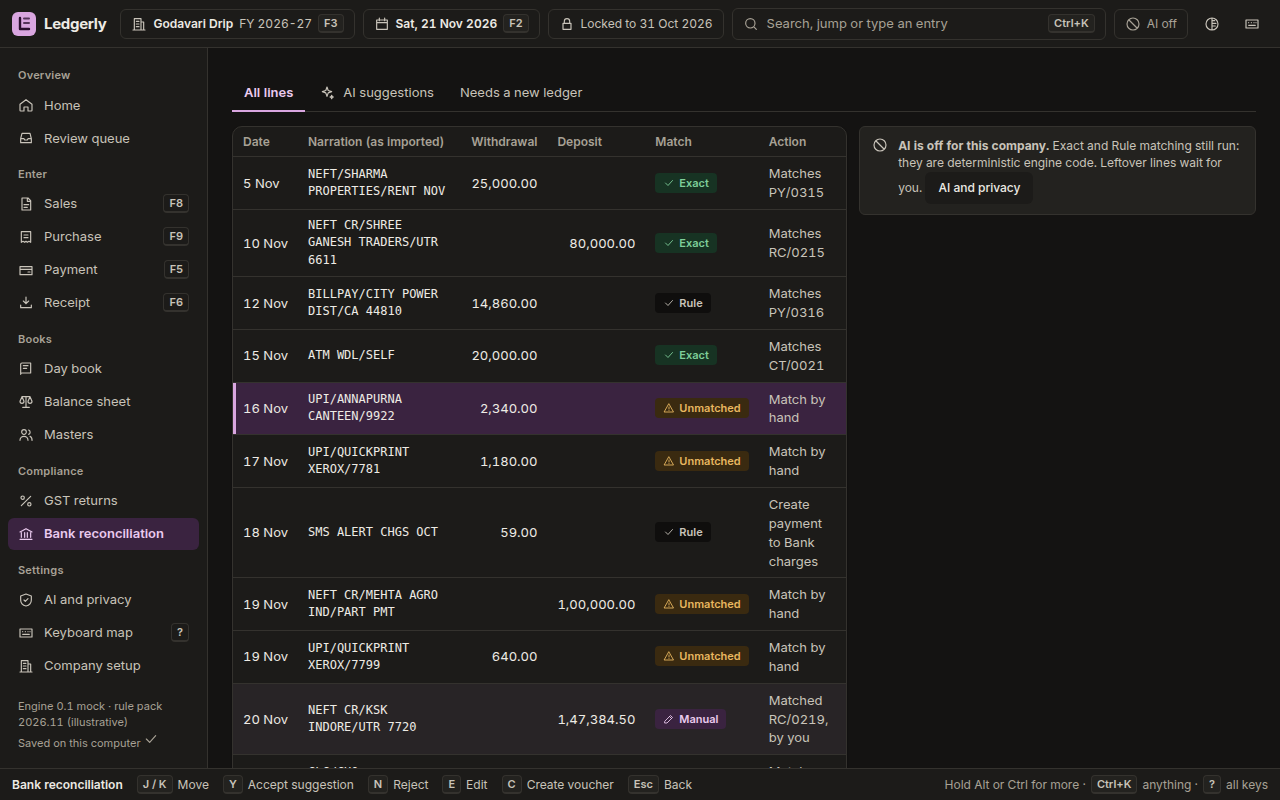 Ledgerly
Godavari Drip FY 2026-27 F3
Sat, 21 Nov 2026 F2
Locked to 31 Oct 2026
Search, jump or type an entry Ctrl+K
AI off
Overview
Home
Review queue
Enter
Sales F8
Purchase F9
Payment F5
Receipt F6
Books
Day book
Balance sheet
Masters
Compliance
GST returns
Bank reconciliation
Settings
AI and privacy
Keyboard map ?
Company setup
Engine 0.1 mock · rule pack
2026.11 (illustrative)
Saved on this computer
All lines AI suggestions Needs a new ledger
Date Narration (as imported) Withdrawal Deposit Match Action
5 Nov NEFT/SHARMA PROPERTIES/RENT NOV 25,000.00 Exact Matches PY/0315
10 Nov NEFT CR/SHREE GANESH TRADERS/UTR 6611 80,000.00 Exact Matches RC/0215
12 Nov BILLPAY/CITY POWER DIST/CA 44810 14,860.00 Rule Matches PY/0316
15 Nov ATM WDL/SELF 20,000.00 Exact Matches CT/0021
16 Nov UPI/ANNAPURNA CANTEEN/9922 2,340.00 Unmatched Match by hand
17 Nov UPI/QUICKPRINT XEROX/7781 1,180.00 Unmatched Match by hand
18 Nov SMS ALERT CHGS OCT 59.00 Rule Create payment to Bank charges
19 Nov NEFT CR/MEHTA AGRO IND/PART PMT 1,00,000.00 Unmatched Match by hand
19 Nov UPI/QUICKPRINT XEROX/7799 640.00 Unmatched Match by hand
20 Nov NEFT CR/KSK INDORE/UTR 7720 1,47,384.50 Manual Matched RC/0219, by you
AI is off for this company. Exact and Rule matching still run:
they are deterministic engine code. Leftover lines wait for
you. AI and privacy
Bank reconciliation J / K Move Y Accept suggestion N Reject E Edit C Create voucher Esc Back
Hold Alt or Ctrl for more · Ctrl+K anything · ? all keys